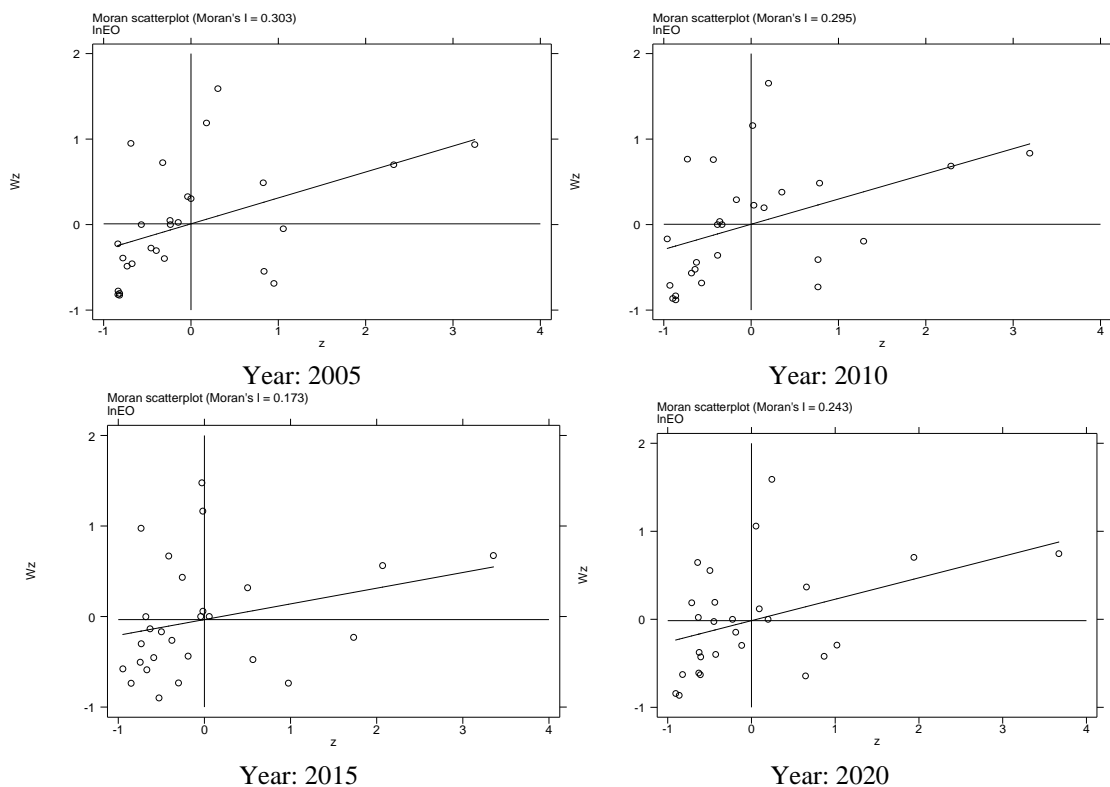 Moran scatterplot (Moran's I = 0.303)
lnEO
2
1
0
-1
Wz
-1 0 1 2 3 4
z
Year: 2005
Moran scatterplot (Moran's I = 0.295)
lnEO
2
1
0
-1
Wz
-1 0 1 2 3 4
z
Year: 2010
Moran scatterplot (Moran's I = 0.173)
lnEO
2
1
0
-1
Wz
-1 0 1 2 3 4
z
Year: 2015
Moran scatterplot (Moran's I = 0.243)
lnEO
2
1
0
-1
Wz
-1 0 1 2 3 4
z
Year: 2020